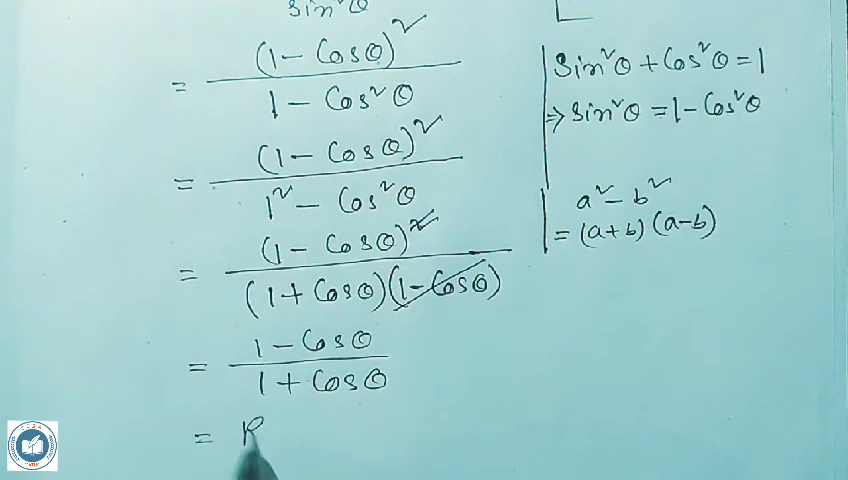 sin²θ
= (1 - Cosθ)² / 1 - Cos²θ
= (1 - Cosθ)² / 1² - Cos²θ
= (1 - Cosθ)² / (1 + Cosθ)(1 - Cosθ)
= 1 - Cosθ / 1 + Cosθ
= R
Sin²θ + Cos²θ = 1
⇒ Sin²θ = 1 - Cos²θ
a² - b²
= (a+b) (a-b)